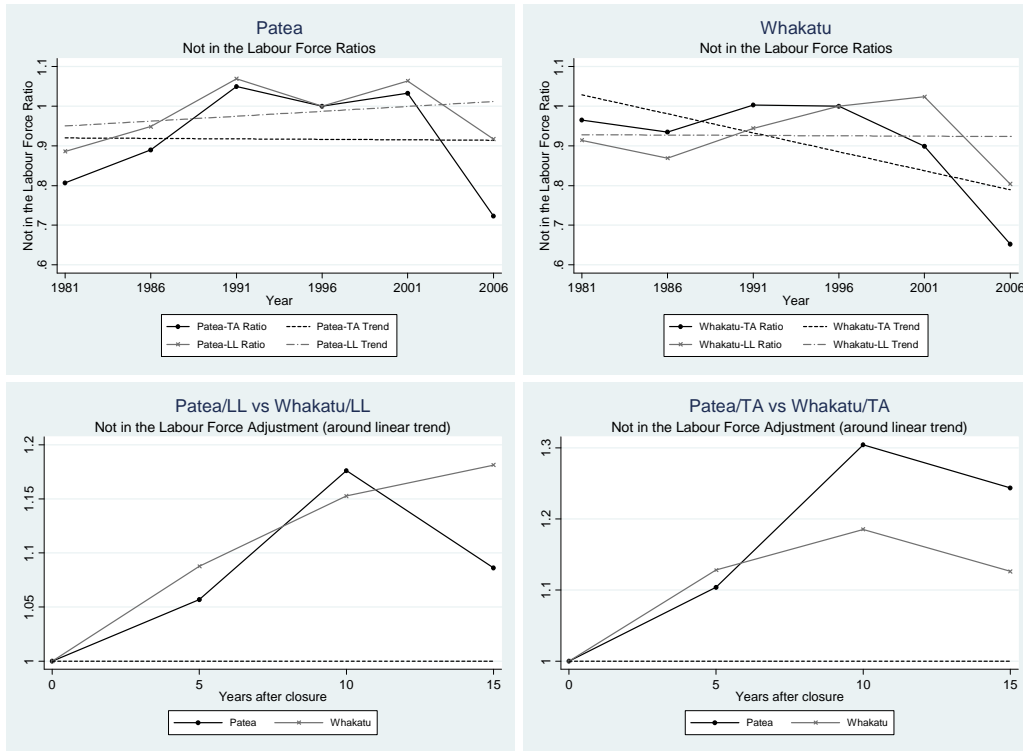 Patea
Not in the Labour Force Ratios
Not in the Labour Force Ratio
1.1
1
.9
.8
.7
.6
1981 1986 1991 1996 2001 2006
Year
Patea-TA Ratio Patea-TA Trend
Patea-LL Ratio Patea-LL Trend
Whakatu
Not in the Labour Force Ratios
Not in the Labour Force Ratio
1.1
1
.9
.8
.7
.6
1981 1986 1991 1996 2001 2006
Year
Whakatu-TA Ratio Whakatu-TA Trend
Whakatu-LL Ratio Whakatu-LL Trend
Patea/LL vs Whakatu/LL
Not in the Labour Force Adjustment (around linear trend)
1.2
1.15
1.1
1.05
1
0 5 10 15
Years after closure
Patea Whakatu
Patea/TA vs Whakatu/TA
Not in the Labour Force Adjustment (around linear trend)
1.3
1.2
1.1
1
0 5 10 15
Years after closure
Patea Whakatu